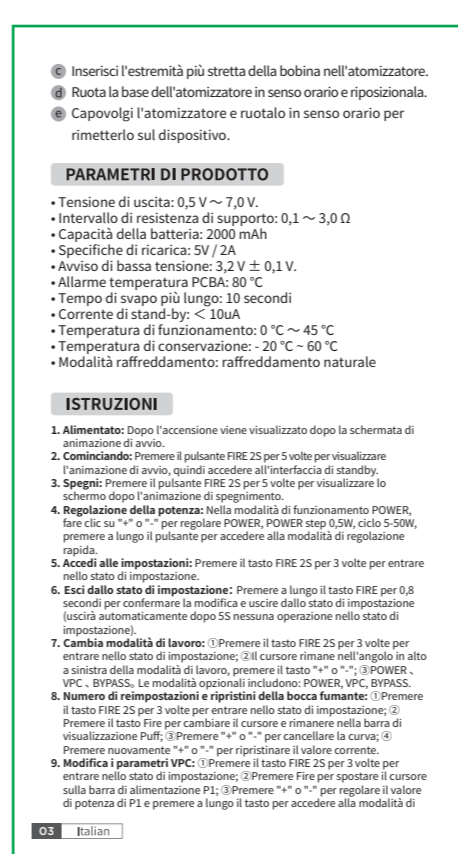 c Inserisci l'estremità più stretta della bobina nell'atomizzatore.
d Ruota la base dell'atomizzatore in senso orario e riposizionala.
e Capovolgi l'atomizzatore e ruotalo in senso orario per
rimetterlo sul dispositivo.
PARAMETRI DI PRODOTTO
• Tensione di uscita: 0,5 V ~ 7,0 V.
• Intervallo di resistenza di supporto: 0,1 ~ 3,0 Ω
• Capacità della batteria: 2000 mAh
• Specifiche di ricarica: 5V / 2A
• Avviso di bassa tensione: 3,2 V ± 0,1 V.
• Allarme temperatura PCBA: 80 °C
• Tempo di svapo più lungo: 10 secondi
• Corrente di stand-by: < 10uA
• Temperatura di funzionamento: 0 °C ~ 45 °C
• Temperatura di conservazione: - 20 °C ~ 60 °C
• Modalità raffreddamento: raffreddamento naturale
ISTRUZIONI
1. Alimentato: Dopo l'accensione viene visualizzato dopo la schermata di
animazione di avvio.
2. Cominciando: Premere il pulsante FIRE 2S per 5 volte per visualizzare
l'animazione di avvio, quindi accedere all'interfaccia di standby.
3. Spegni: Premere il pulsante FIRE 2S per 5 volte per visualizzare lo
schermo dopo l'animazione di spegnimento.
4. Regolazione della potenza: Nella modalità di funzionamento POWER,
fare clic su "+" o "-" per regolare POWER, POWER step 0,5W, ciclo 5-50W,
premere a lungo il pulsante per accedere alla modalità di regolazione
rapida.
5. Accedi alle impostazioni: Premere il tasto FIRE 2S per 3 volte per entrare
nello stato di impostazione.
6. Esci dallo stato di impostazione: Premere a lungo il tasto FIRE per 0,8
secondi per confermare la modifica e uscire dallo stato di impostazione
(uscirà automaticamente dopo 5S nessuna operazione nello stato di
impostazione).
7. Cambia modalità di lavoro: ①Premere il tasto FIRE 2S per 3 volte per
entrare nello stato di impostazione; ②Il cursore rimane nell'angolo in alto
a sinistra della modalità di lavoro, premere il tasto "+" o "-"; ③POWER 、
VPC 、BYPASS。Le modalità opzionali includono: POWER, VPC, BYPASS.
8. Numero di reimpostazioni e ripristini della bocca fumante: ①Premere
il tasto FIRE 2S per 3 volte per entrare nello stato di impostazione; ②
Premere il tasto Fire per cambiare il cursore e rimanere nella barra di
visualizzazione Puff; ③Premere "+" o "-" per cancellare la curva; ④
Premere nuovamente "+" o "-" per ripristinare il valore corrente.
9. Modifica i parametri VPC: ①Premere il tasto FIRE 2S per 3 volte per
entrare nello stato di impostazione; ②Premere Fire per spostare il cursore
sulla barra di alimentazione P1; ③Premere "+" o "-" per regolare il valore
di potenza di P1 e premere a lungo il tasto per accedere alla modalità di
03 Italian